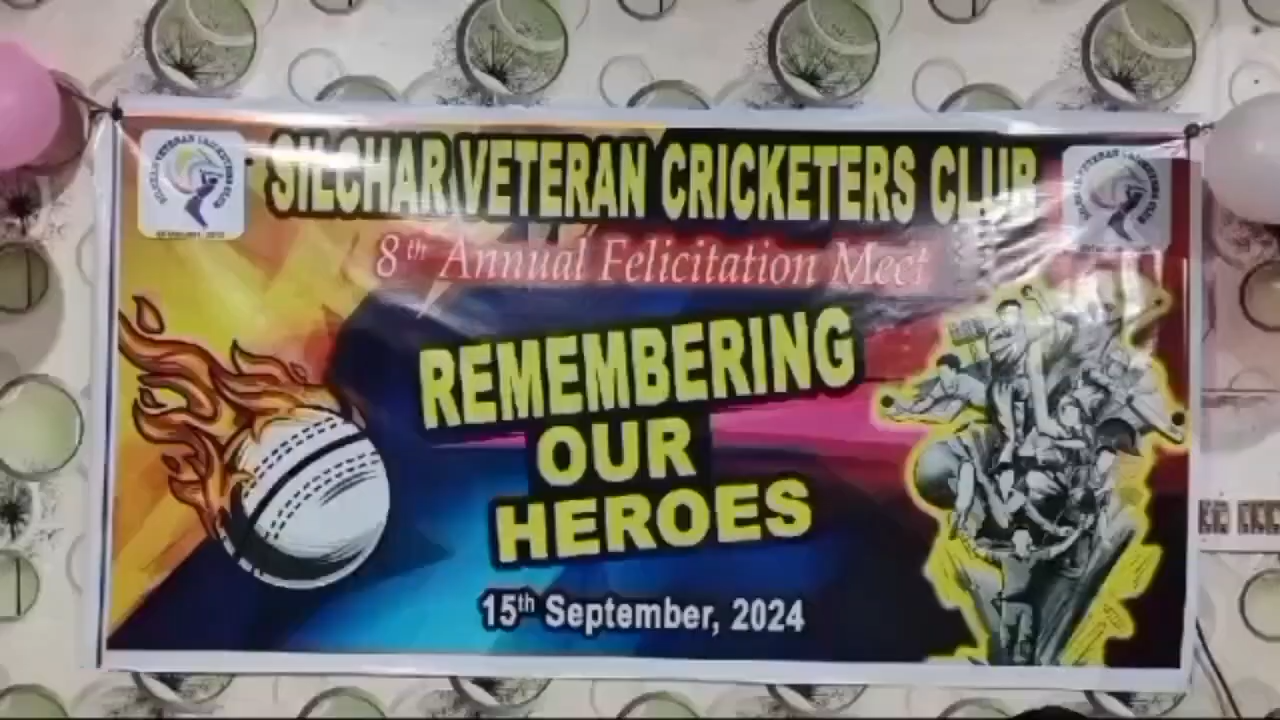 SILCHAR VETERAN CRICKETERS CLUB
8th Annual Felicitation Meet
REMEMBERING
OUR
HEROES
15th September, 2024